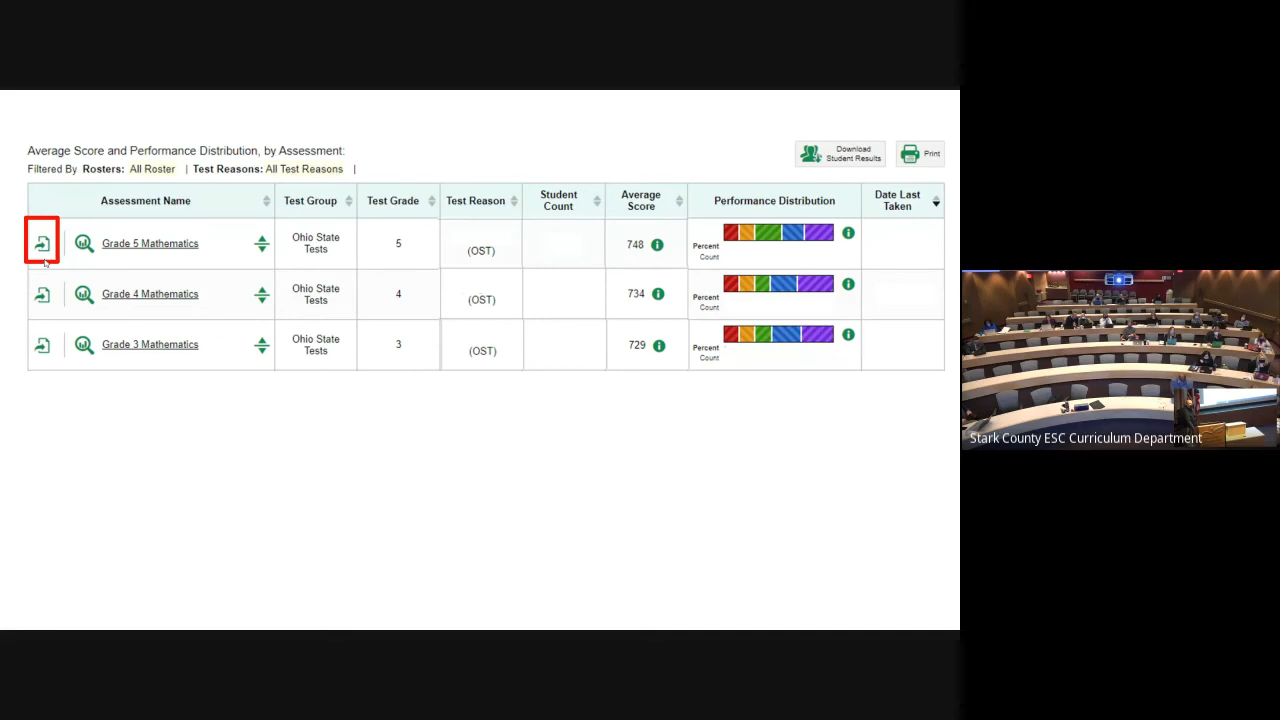 Average Score and Performance Distribution, by Assessment:
Filtered By Rosters: All Roster | Test Reasons: All Test Reasons |
Download
Student Results
Print
Assessment Name
Test Group
Test Grade
Test Reason
Student
Count
Average
Score
Performance Distribution
Date Last
Taken
Grade 5 Mathematics
Ohio State
Tests
5
(OST)
748
Percent
Count
Grade 4 Mathematics
Ohio State
Tests
4
(OST)
734
Percent
Count
Grade 3 Mathematics
Ohio State
Tests
3
(OST)
729
Percent
Count
Stark County ESC Curriculum Department